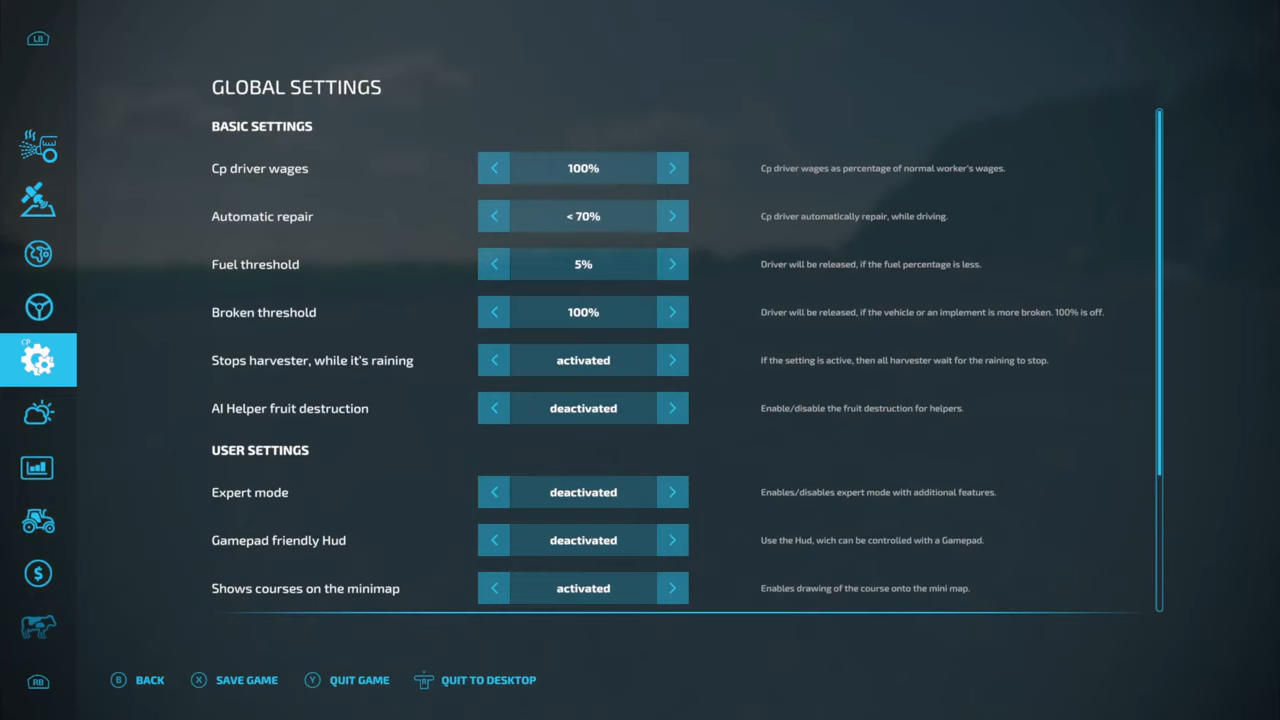 LB
GLOBAL SETTINGS
BASIC SETTINGS
Cp driver wages 100% Cp driver wages as percentage of normal worker's wages.
Automatic repair < 70% Cp driver automatically repair, while driving.
Fuel threshold 5% Driver will be released, if the fuel percentage is less.
Broken threshold 100% Driver will be released, if the vehicle or an implement is more broken. 100% is off.
CP
Stops harvester, while it's raining activated If the setting is active, then all harvester wait for the raining to stop.
AI Helper fruit destruction deactivated Enable/disable the fruit destruction for helpers.
USER SETTINGS
Expert mode deactivated Enables/disables expert mode with additional features.
Gamepad friendly Hud deactivated Use the Hud, wich can be controlled with a Gamepad.
Shows courses on the minimap activated Enables drawing of the course onto the mini map.
$
RB
B BACK X SAVE GAME Y QUIT GAME R QUIT TO DESKTOP